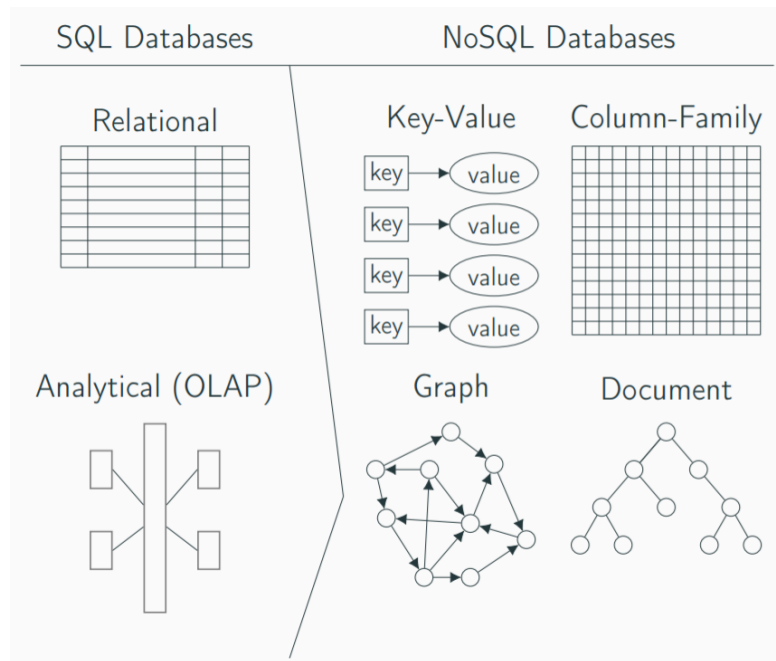 SQL Databases
NoSQL Databases
Relational
Key-Value
Column-Family
key
value
key
value
key
value
key
value
Analytical (OLAP)
Graph
Document